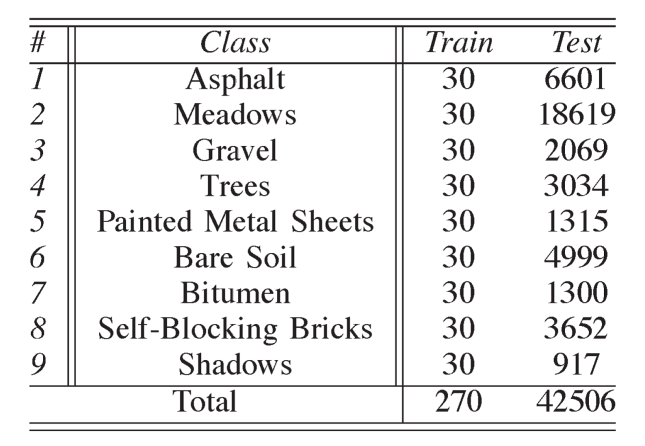 # Class Train Test
1 Asphalt 30 6601
2 Meadows 30 18619
3 Gravel 30 2069
4 Trees 30 3034
5 Painted Metal Sheets 30 1315
6 Bare Soil 30 4999
7 Bitumen 30 1300
8 Self-Blocking Bricks 30 3652
9 Shadows 30 917
Total 270 42506